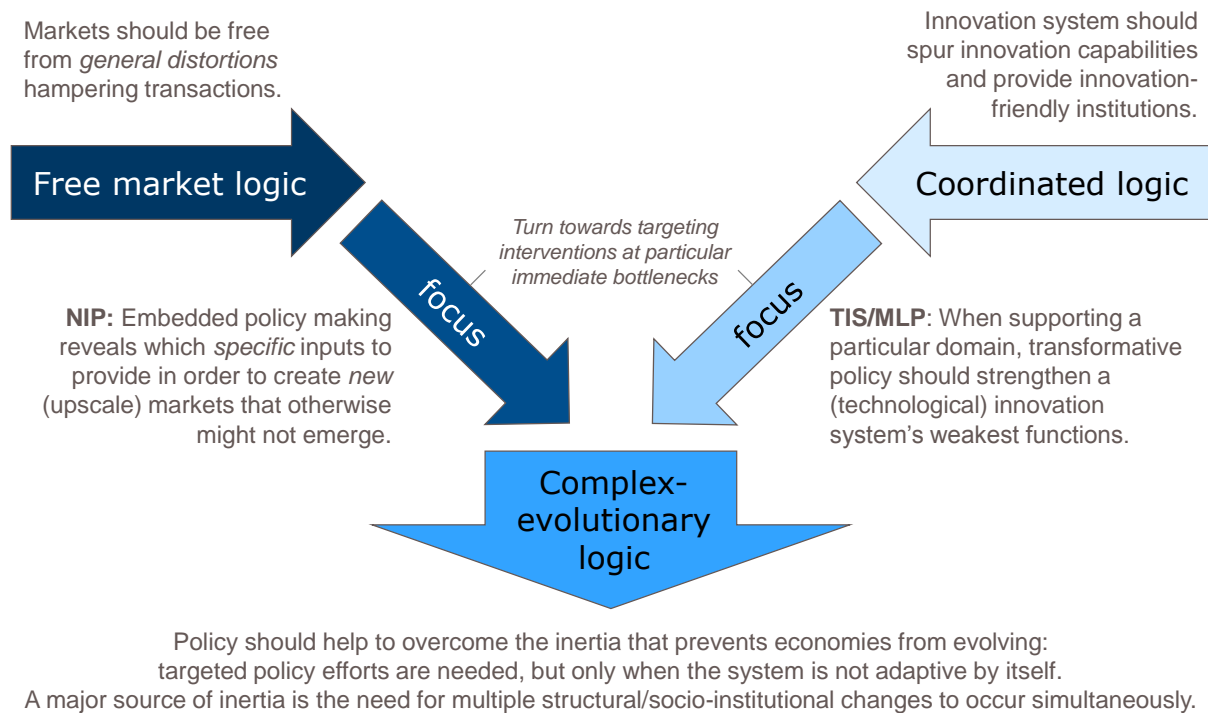 Markets should be free
from general distortions
hampering transactions.
Innovation system should
spur innovation capabilities
and provide innovation-
friendly institutions.
Free market logic
Coordinated logic
Turn towards targeting
interventions at particular
immediate bottlenecks
focus
focus
NIP: Embedded policy making
reveals which specific inputs to
provide in order to create new
(upscale) markets that otherwise
might not emerge.
TIS/MLP: When supporting a
particular domain, transformative
policy should strengthen a
(technological) innovation
system's weakest functions.
Complex-
evolutionary
logic
Policy should help to overcome the inertia that prevents economies from evolving:
targeted policy efforts are needed, but only when the system is not adaptive by itself.
A major source of inertia is the need for multiple structural/socio-institutional changes to occur simultaneously.